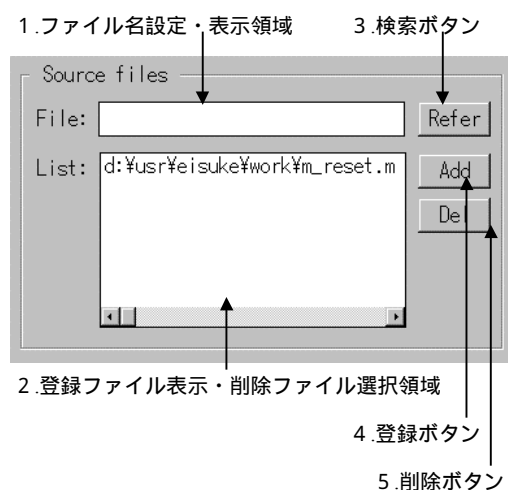 1.ファイル名設定・表示領域 3.検索ボタン
Source files
File: Refer
List: d:¥usr¥eisuke¥work¥m_reset.m Add
Del
2.登録ファイル表示・削除ファイル選択領域
4.登録ボタン
5.削除ボタン